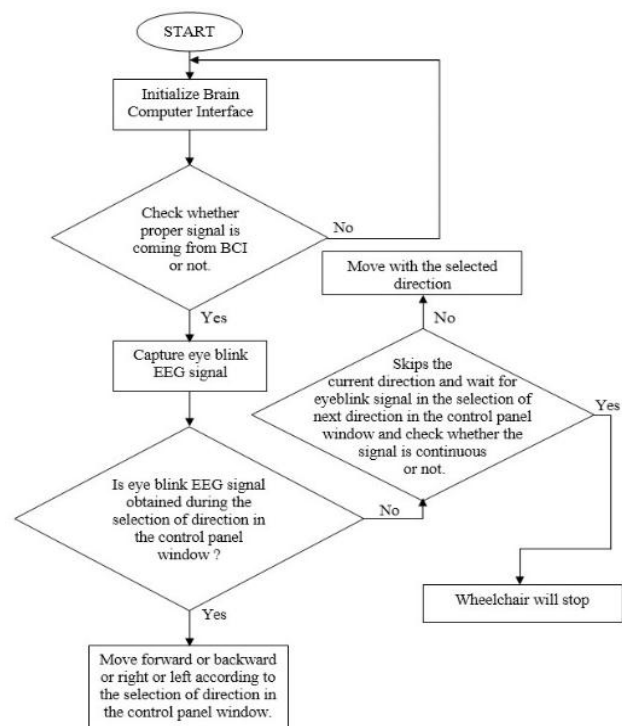 START
Initialize Brain
Computer Interface
Check whether
proper signal is
coming from BCI
or not.
No
Yes
Capture eye blink
EEG signal
Is eye blink EEG signal
obtained during the
selection of direction in
the control panel
window ?
No
Yes
Move forward or backward
or right or left according to
the selection of direction in
the control panel window.
Move with the selected
direction
No
Skips the
current direction and wait for
eyeblink signal in the selection of
next direction in the control panel
window and check whether the
signal is continuous
or not.
Yes
Wheelchair will stop